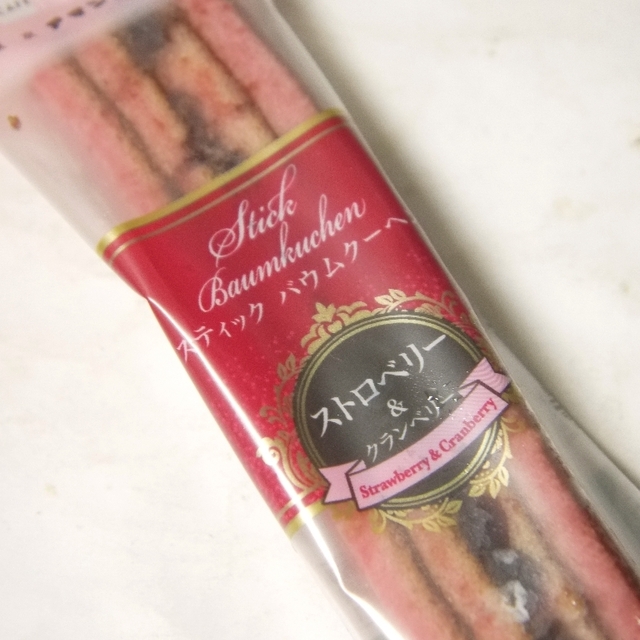 Stick
Baumkuchen
スティック バウムクーヘ
ストロベリー
&
クランベリー
Strawberry & Cranberry